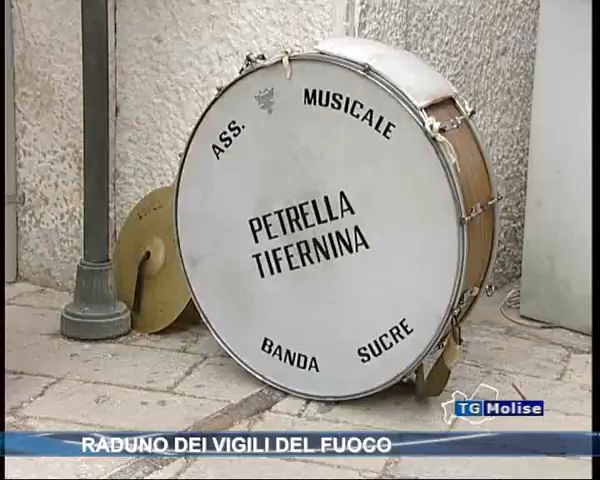 ASS. MUSICALE
PETRELLA
TIFERNINA
BANDA SUCRE
TG Molise
RADUNO DEI VIGILI DEL FUOCO